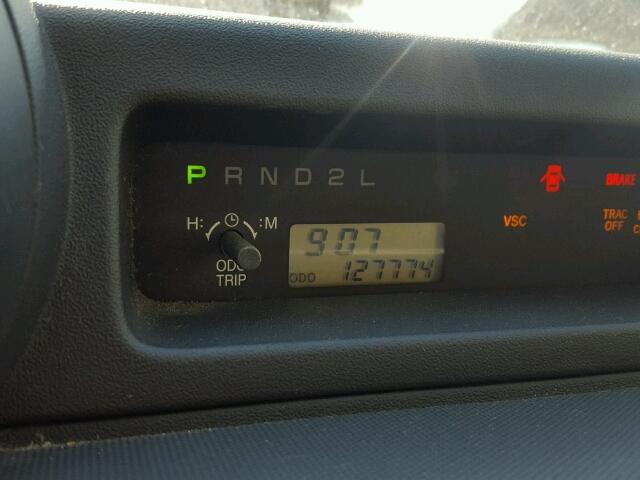 P R N D 2 L
BRAKE
VSC
TRAC
OFF
H: :M
ODO
TRIP
907
ODO 127774